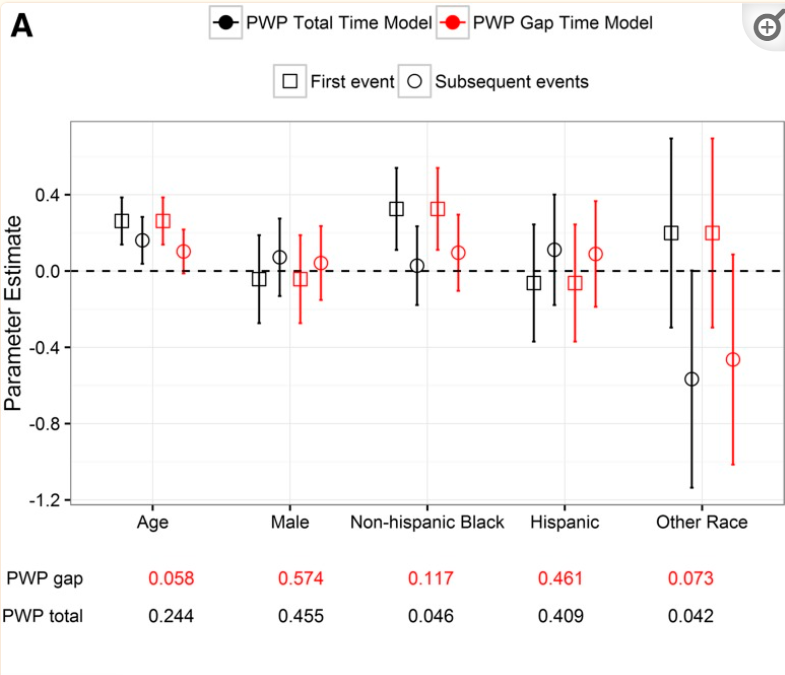 A
PWP Total Time Model PWP Gap Time Model
First event Subsequent events
Parameter Estimate
0.4
0.0
-0.4
-0.8
-1.2
Age Male Non-hispanic Black Hispanic Other Race
PWP gap 0.058 0.574 0.117 0.461 0.073
PWP total 0.244 0.455 0.046 0.409 0.042